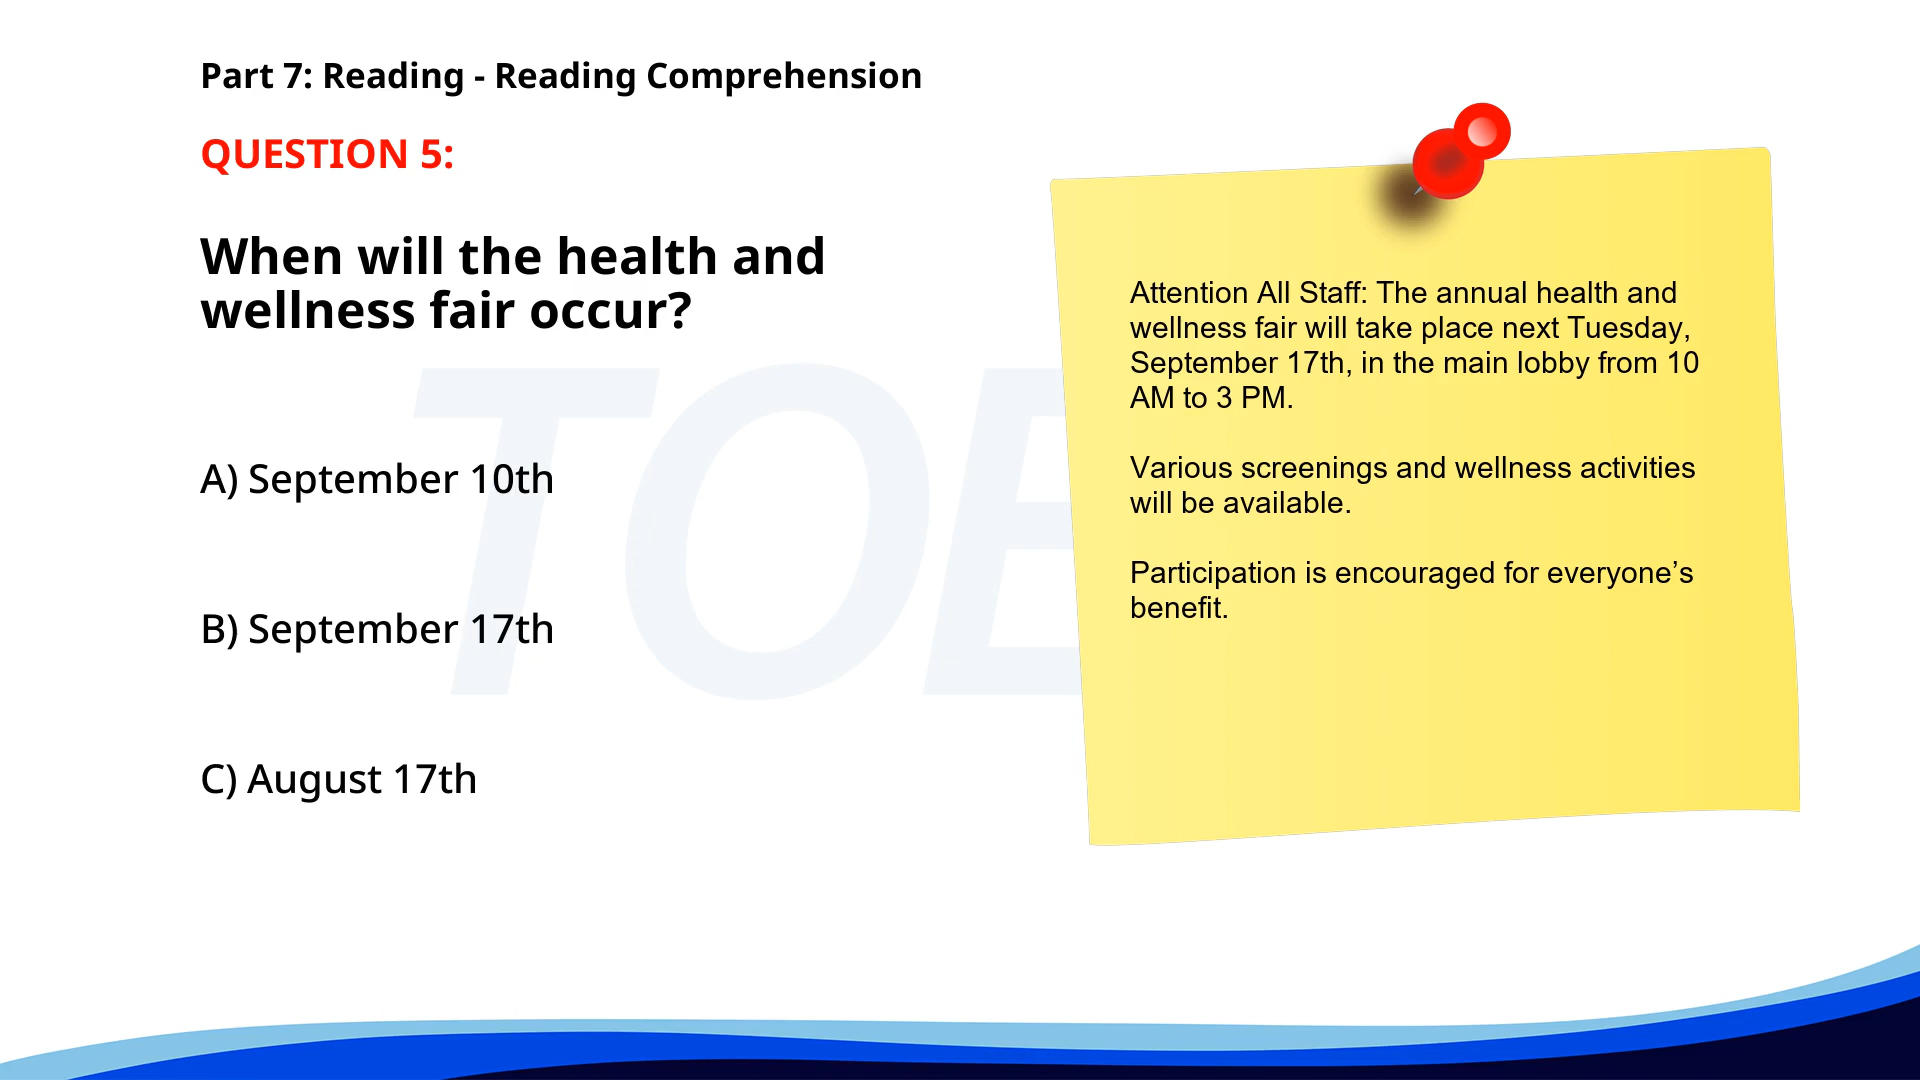 Part 7: Reading - Reading Comprehension
QUESTION 5:
When will the health and
wellness fair occur?
A) September 10th
B) September 17th
C) August 17th
Attention All Staff: The annual health and
wellness fair will take place next Tuesday,
September 17th, in the main lobby from 10
AM to 3 PM.
Various screenings and wellness activities
will be available.
Participation is encouraged for everyone’s
benefit.
TOE